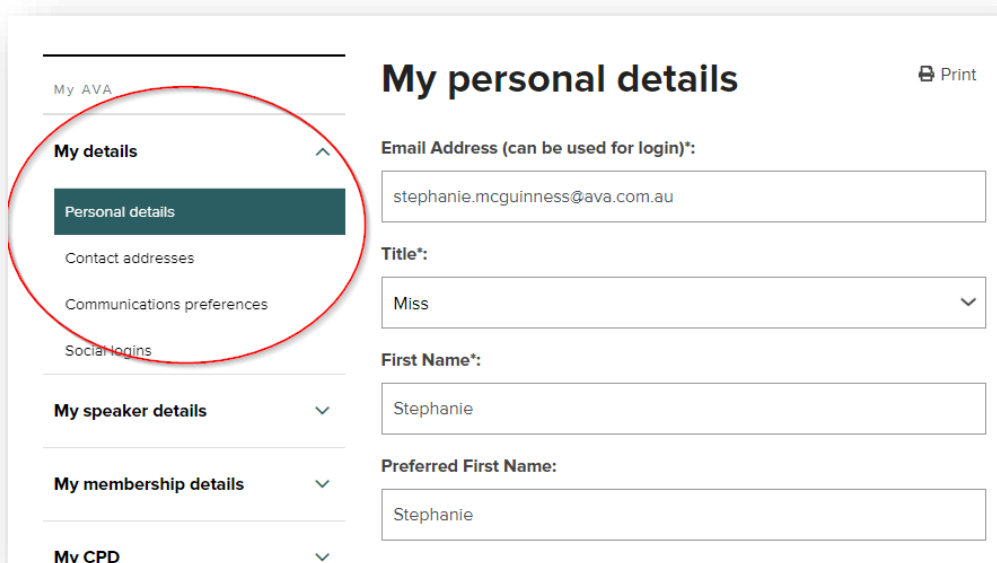 My AVA
My details
Personal details
Contact addresses
Communications preferences
Social logins
My speaker details
My membership details
My CPD
My personal details
Print
Email Address (can be used for login)*:
stephanie.mcguinness@ava.com.au
Title*:
Miss
First Name*:
Stephanie
Preferred First Name:
Stephanie